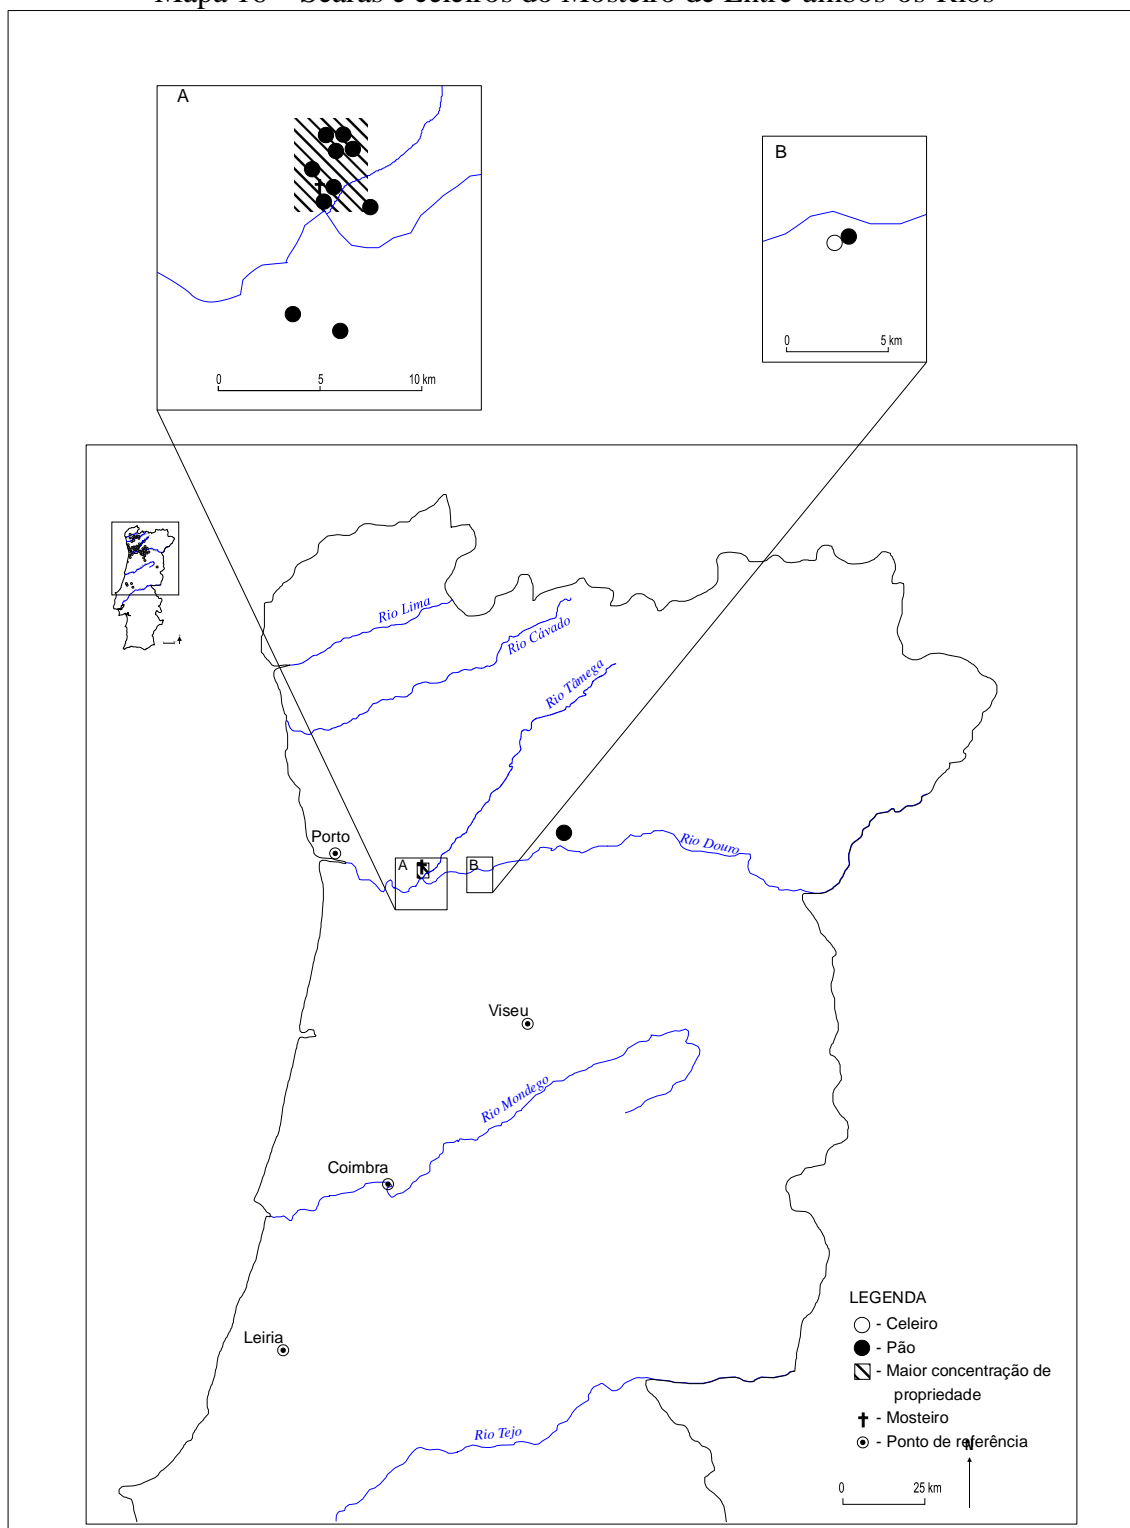 Mapa 18 – Searas e celeiros do Mosteiro de Entre ambos-os-Rios
A
B
0 5 10 km
0 5 km
Rio Lima
Rio Cávado
Rio Tâmega
Porto
A
B
Rio Douro
Viseu
Rio Mondego
Coimbra
Leiria
Rio Tejo
LEGENDA
- Celeiro
- Pão
- Maior concentração de
propriedade
- Mosteiro
- Ponto de referência
N
0 25 km